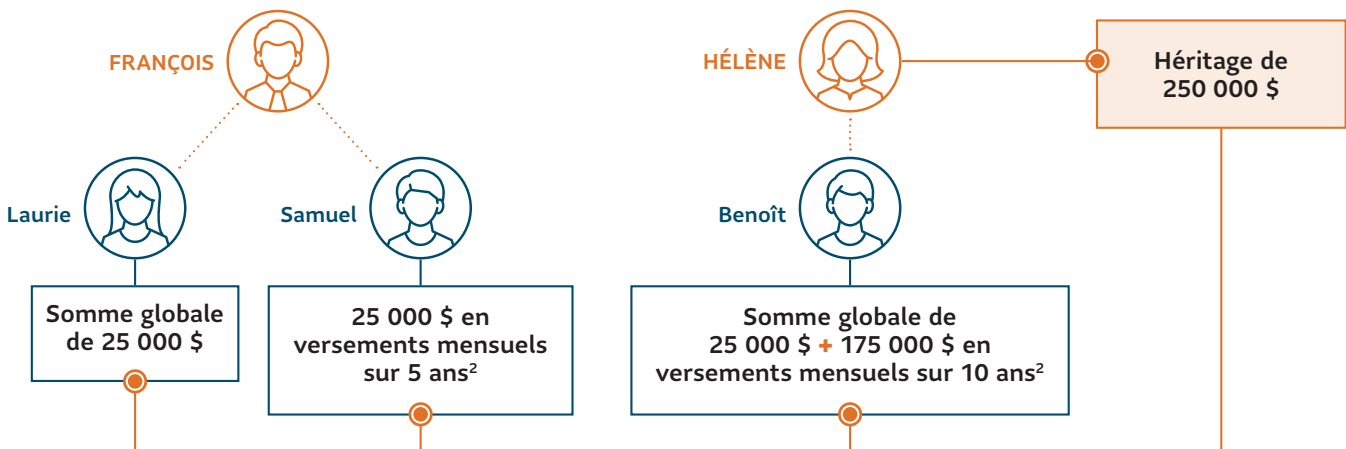 FRANÇOIS
HÉLÈNE
Héritage de
250 000 $
Laurie
Samuel
Benoît
Somme globale
de 25 000 $
25 000 $ en
versements mensuels
sur 5 ans²
Somme globale de
25 000 $ + 175 000 $ en
versements mensuels sur 10 ans²